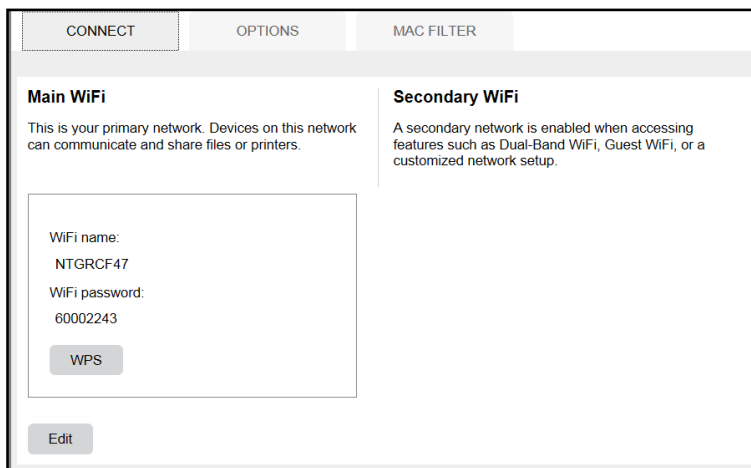 CONNECT
OPTIONS
MAC FILTER
Main WiFi
This is your primary network. Devices on this network
can communicate and share files or printers.
Secondary WiFi
A secondary network is enabled when accessing
features such as Dual-Band WiFi, Guest WiFi, or a
customized network setup.
WiFi name:
NTGRCF47
WiFi password:
60002243
WPS
Edit